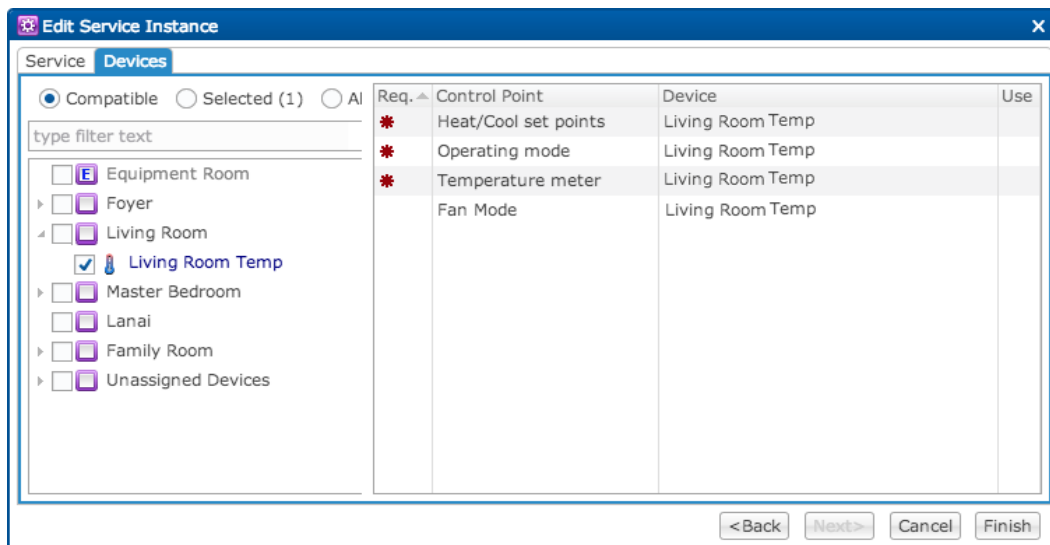 Edit Service Instance X
Service Devices
Compatible Selected (1) Al
type filter text
E Equipment Room
Foyer
Living Room
Living Room Temp
Master Bedroom
Lanai
Family Room
Unassigned Devices
Req. Control Point Device Use
* Heat/Cool set points Living Room Temp
* Operating mode Living Room Temp
* Temperature meter Living Room Temp
Fan Mode Living Room Temp
<Back Next> Cancel Finish